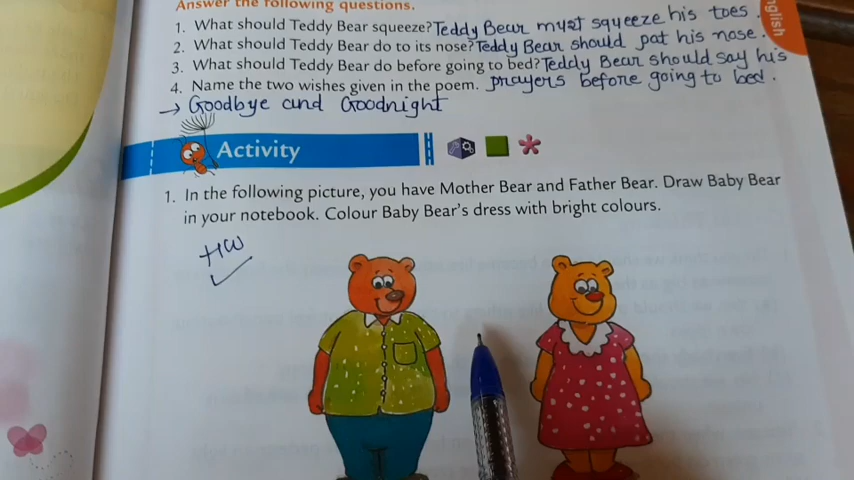 Answer the following questions.
1. What should Teddy Bear squeeze? Teddy Bear must squeeze his toes.
2. What should Teddy Bear do to its nose? Teddy Bear should pat his nose.
3. What should Teddy Bear do before going to bed? Teddy Bear should say his
4. Name the two wishes given in the poem. prayers before going to bed.
→ Goodbye and Goodnight
Activity
1. In the following picture, you have Mother Bear and Father Bear. Draw Baby Bear
in your notebook. Colour Baby Bear's dress with bright colours.
HW
nglish